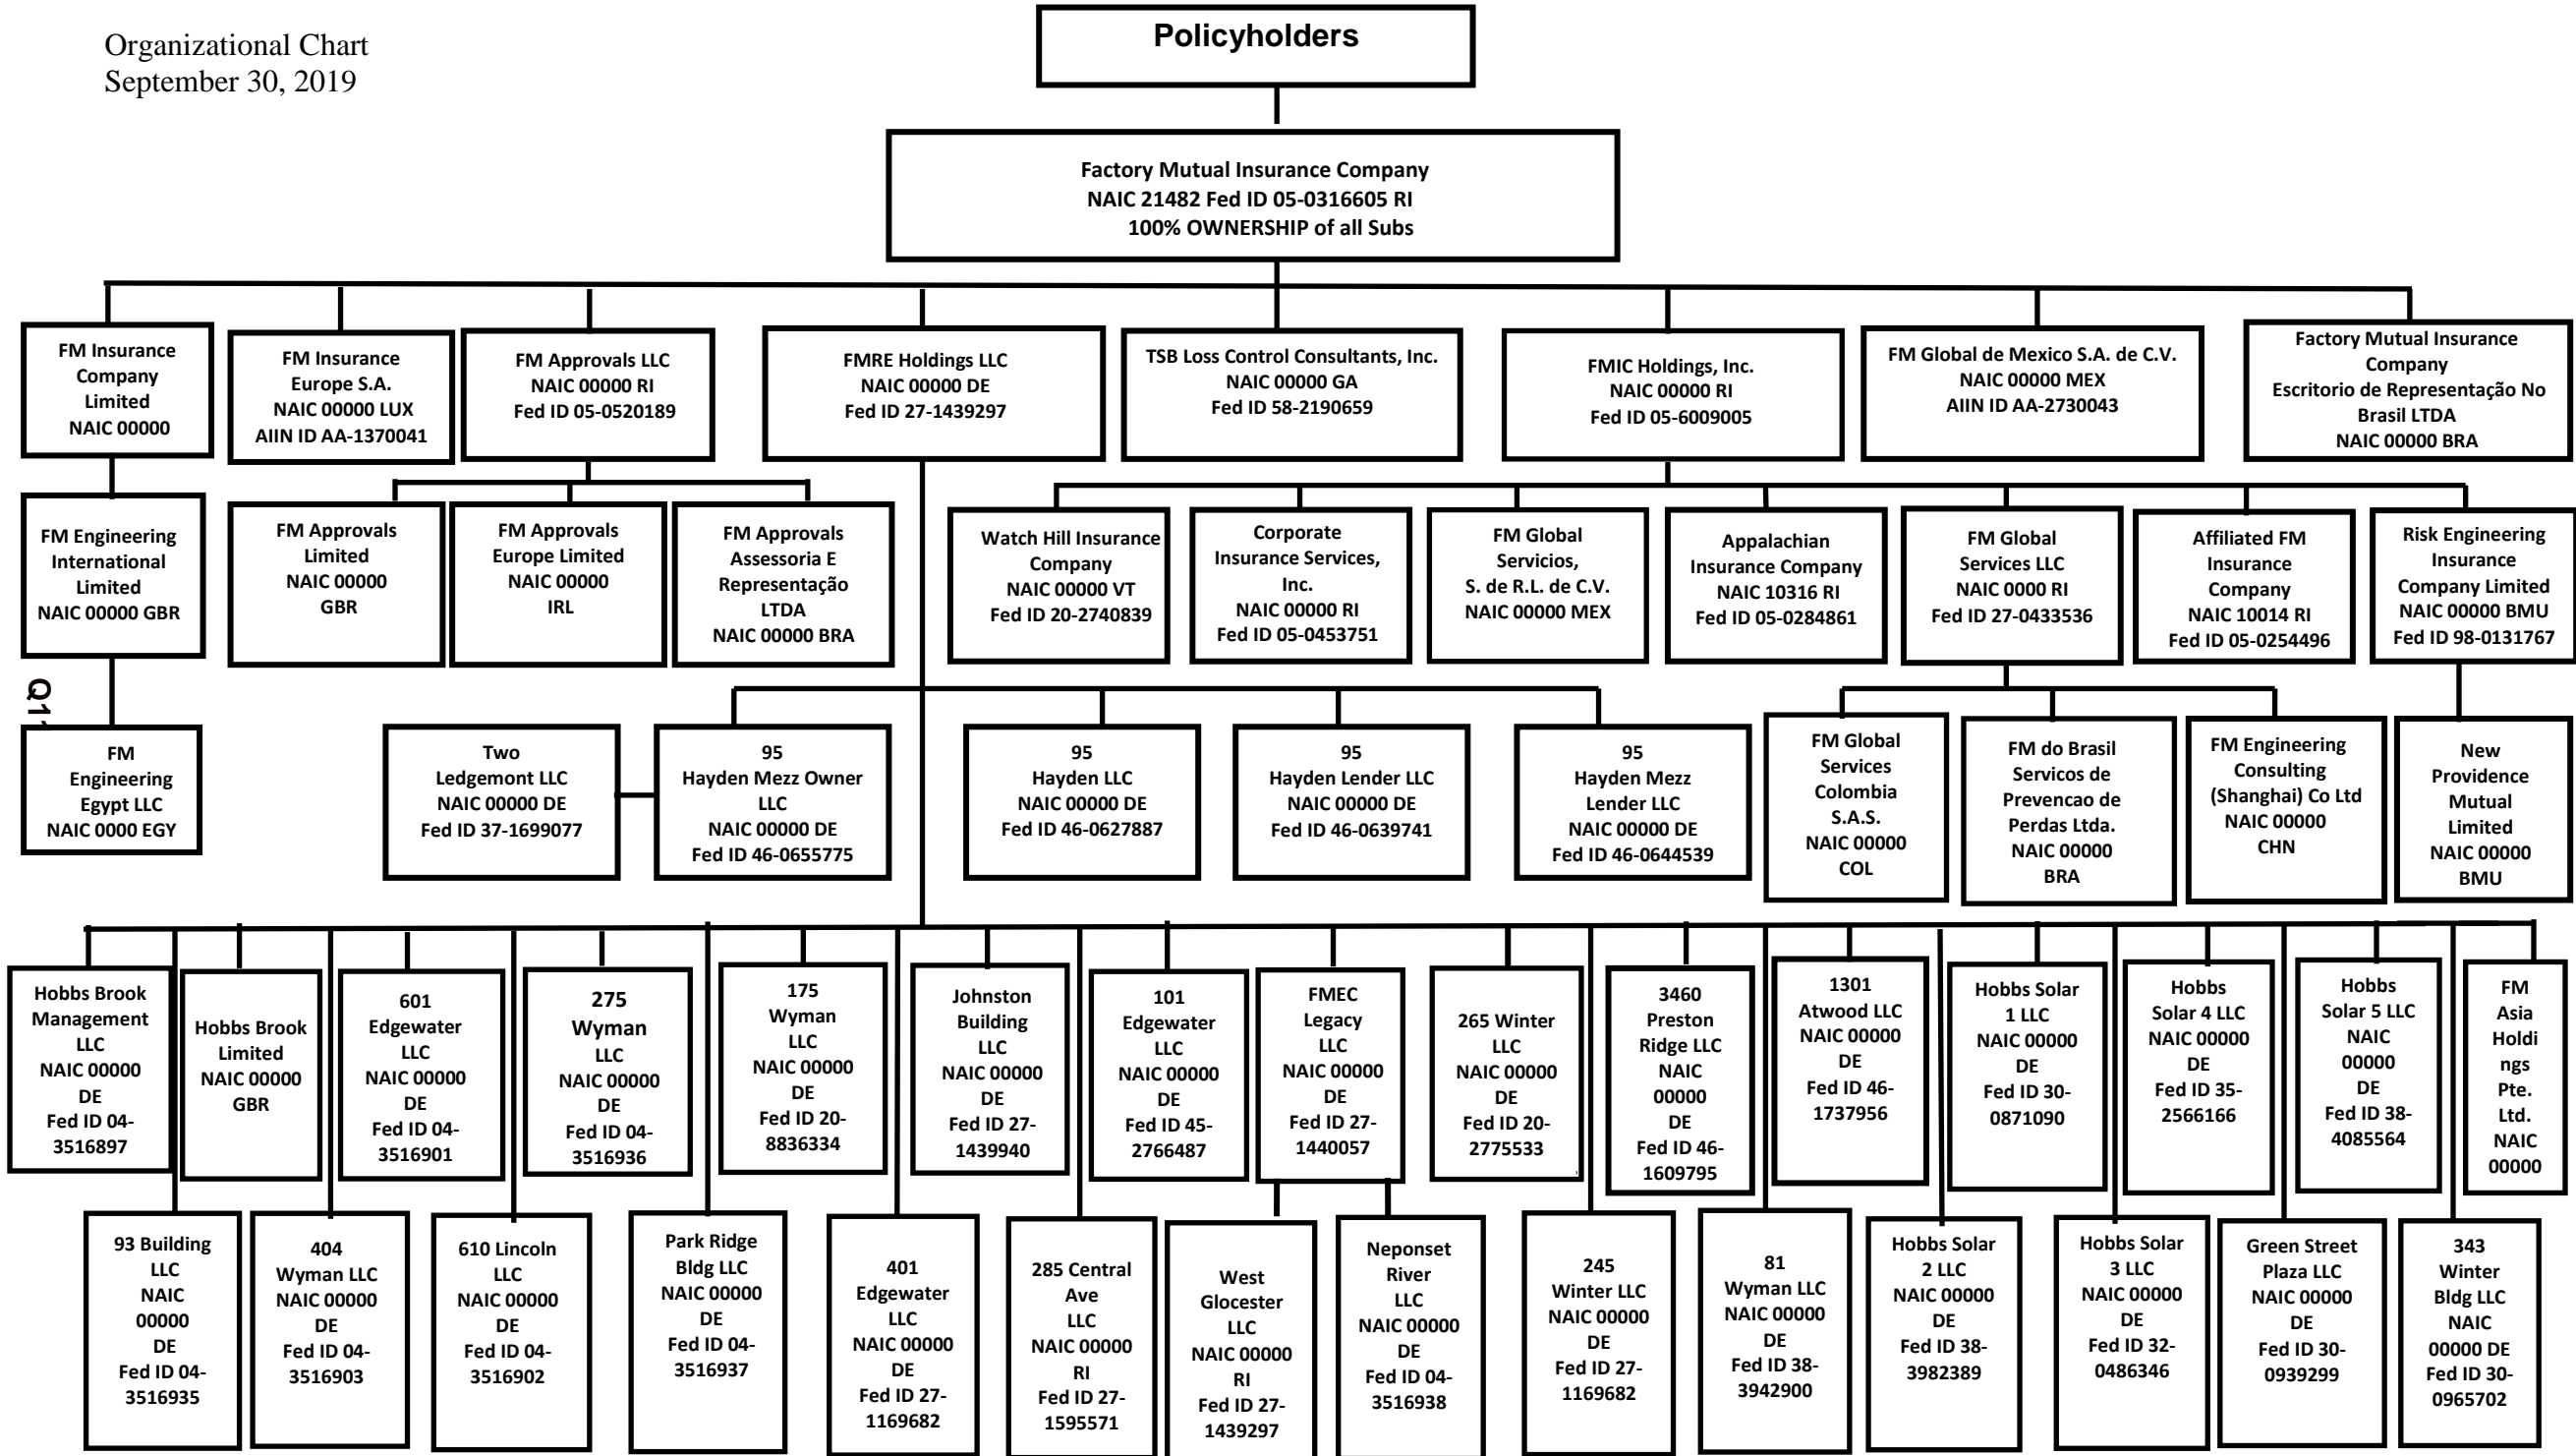 Organizational Chart
September 30, 2019
Policyholders
Factory Mutual Insurance Company
NAIC 21482 Fed ID 05-0316605 RI
100% OWNERSHIP of all Subs
FM Insurance
Company
Limited
NAIC 00000
FM Insurance
Europe S.A.
NAIC 00000 LUX
AIIN ID AA-1370041
FM Approvals LLC
NAIC 00000 RI
Fed ID 05-0520189
FMRE Holdings LLC
NAIC 00000 DE
Fed ID 27-1439297
TSB Loss Control Consultants, Inc.
NAIC 00000 GA
Fed ID 58-2190659
FMIC Holdings, Inc.
NAIC 00000 RI
Fed ID 05-6009005
FM Global de Mexico S.A. de C.V.
NAIC 00000 MEX
AIIN ID AA-2730043
Factory Mutual Insurance
Company
Escritorio de Representação No
Brasil LTDA
NAIC 00000 BRA
FM Engineering
International
Limited
NAIC 00000 GBR
FM Approvals
Limited
NAIC 00000
GBR
FM Approvals
Europe Limited
NAIC 00000
IRL
FM Approvals
Assessoria E
Representação
LTDA
NAIC 00000 BRA
Watch Hill Insurance
Company
NAIC 00000 VT
Fed ID 20-2740839
Corporate
Insurance Services,
Inc.
NAIC 00000 RI
Fed ID 05-0453751
FM Global
Servicios,
S. de R.L. de C.V.
NAIC 00000 MEX
Appalachian
Insurance Company
NAIC 10316 RI
Fed ID 05-0284861
FM Global
Services LLC
NAIC 0000 RI
Fed ID 27-0433536
Affiliated FM
Insurance
Company
NAIC 10014 RI
Fed ID 05-0254496
Risk Engineering
Insurance
Company Limited
NAIC 00000 BMU
Fed ID 98-0131767
FM
Engineering
Egypt LLC
NAIC 0000 EGY
Two
Ledgemont LLC
NAIC 00000 DE
Fed ID 37-1699077
95
Hayden Mezz Owner
LLC
NAIC 00000 DE
Fed ID 46-0655775
95
Hayden LLC
NAIC 00000 DE
Fed ID 46-0627887
95
Hayden Lender LLC
NAIC 00000 DE
Fed ID 46-0639741
95
Hayden Mezz
Lender LLC
NAIC 00000 DE
Fed ID 46-0644539
FM Global
Services
Colombia
S.A.S.
NAIC 00000
COL
FM do Brasil
Servicos de
Prevencao de
Perdas Ltda.
NAIC 00000
BRA
FM Engineering
Consulting
(Shanghai) Co Ltd
NAIC 00000
CHN
New
Providence
Mutual
Limited
NAIC 00000
BMU
Hobbs Brook
Management
LLC
NAIC 00000
DE
Fed ID 04-
3516897
Hobbs Brook
Limited
NAIC 00000
GBR
601
Edgewater
LLC
NAIC 00000
DE
Fed ID 04-
3516901
275
Wyman
LLC
NAIC 00000
DE
Fed ID 04-
3516936
175
Wyman
LLC
NAIC 00000
DE
Fed ID 20-
8836334
Johnston
Building
LLC
NAIC 00000
DE
Fed ID 27-
1439940
101
Edgewater
LLC
NAIC 00000
DE
Fed ID 45-
2766487
FMEC
Legacy
LLC
NAIC 00000
DE
Fed ID 27-
1440057
265 Winter
LLC
NAIC 00000
DE
Fed ID 20-
2775533
3460
Preston
Ridge LLC
NAIC
00000
DE
Fed ID 46-
1609795
1301
Atwood LLC
NAIC 00000
DE
Fed ID 46-
1737956
Hobbs Solar
1 LLC
NAIC 00000
DE
Fed ID 30-
0871090
Hobbs
Solar 4 LLC
NAIC 00000
DE
Fed ID 35-
2566166
Hobbs
Solar 5 LLC
NAIC
00000
DE
Fed ID 38-
4085564
FM
Asia
Holdi
ngs
Pte.
Ltd.
NAIC
00000
93 Building
LLC
NAIC
00000
DE
Fed ID 04-
3516935
404
Wyman LLC
NAIC 00000
DE
Fed ID 04-
3516903
610 Lincoln
LLC
NAIC 00000
DE
Fed ID 04-
3516902
Park Ridge
Bldg LLC
NAIC 00000
DE
Fed ID 04-
3516937
401
Edgewater
LLC
NAIC 00000
DE
Fed ID 27-
1169682
285 Central
Ave
LLC
NAIC 00000
RI
Fed ID 27-
1595571
West
Glocester
LLC
NAIC 00000
RI
Fed ID 27-
1439297
Neponset
River
LLC
NAIC 00000
DE
Fed ID 04-
3516938
245
Winter LLC
NAIC 00000
DE
Fed ID 27-
1169682
81
Wyman LLC
NAIC 00000
DE
Fed ID 38-
3942900
Hobbs Solar
2 LLC
NAIC 00000
DE
Fed ID 38-
3982389
Hobbs Solar
3 LLC
NAIC 00000
DE
Fed ID 32-
0486346
Green Street
Plaza LLC
NAIC 00000
DE
Fed ID 30-
0939299
343
Winter
Bldg LLC
NAIC
00000 DE
Fed ID 30-
0965702